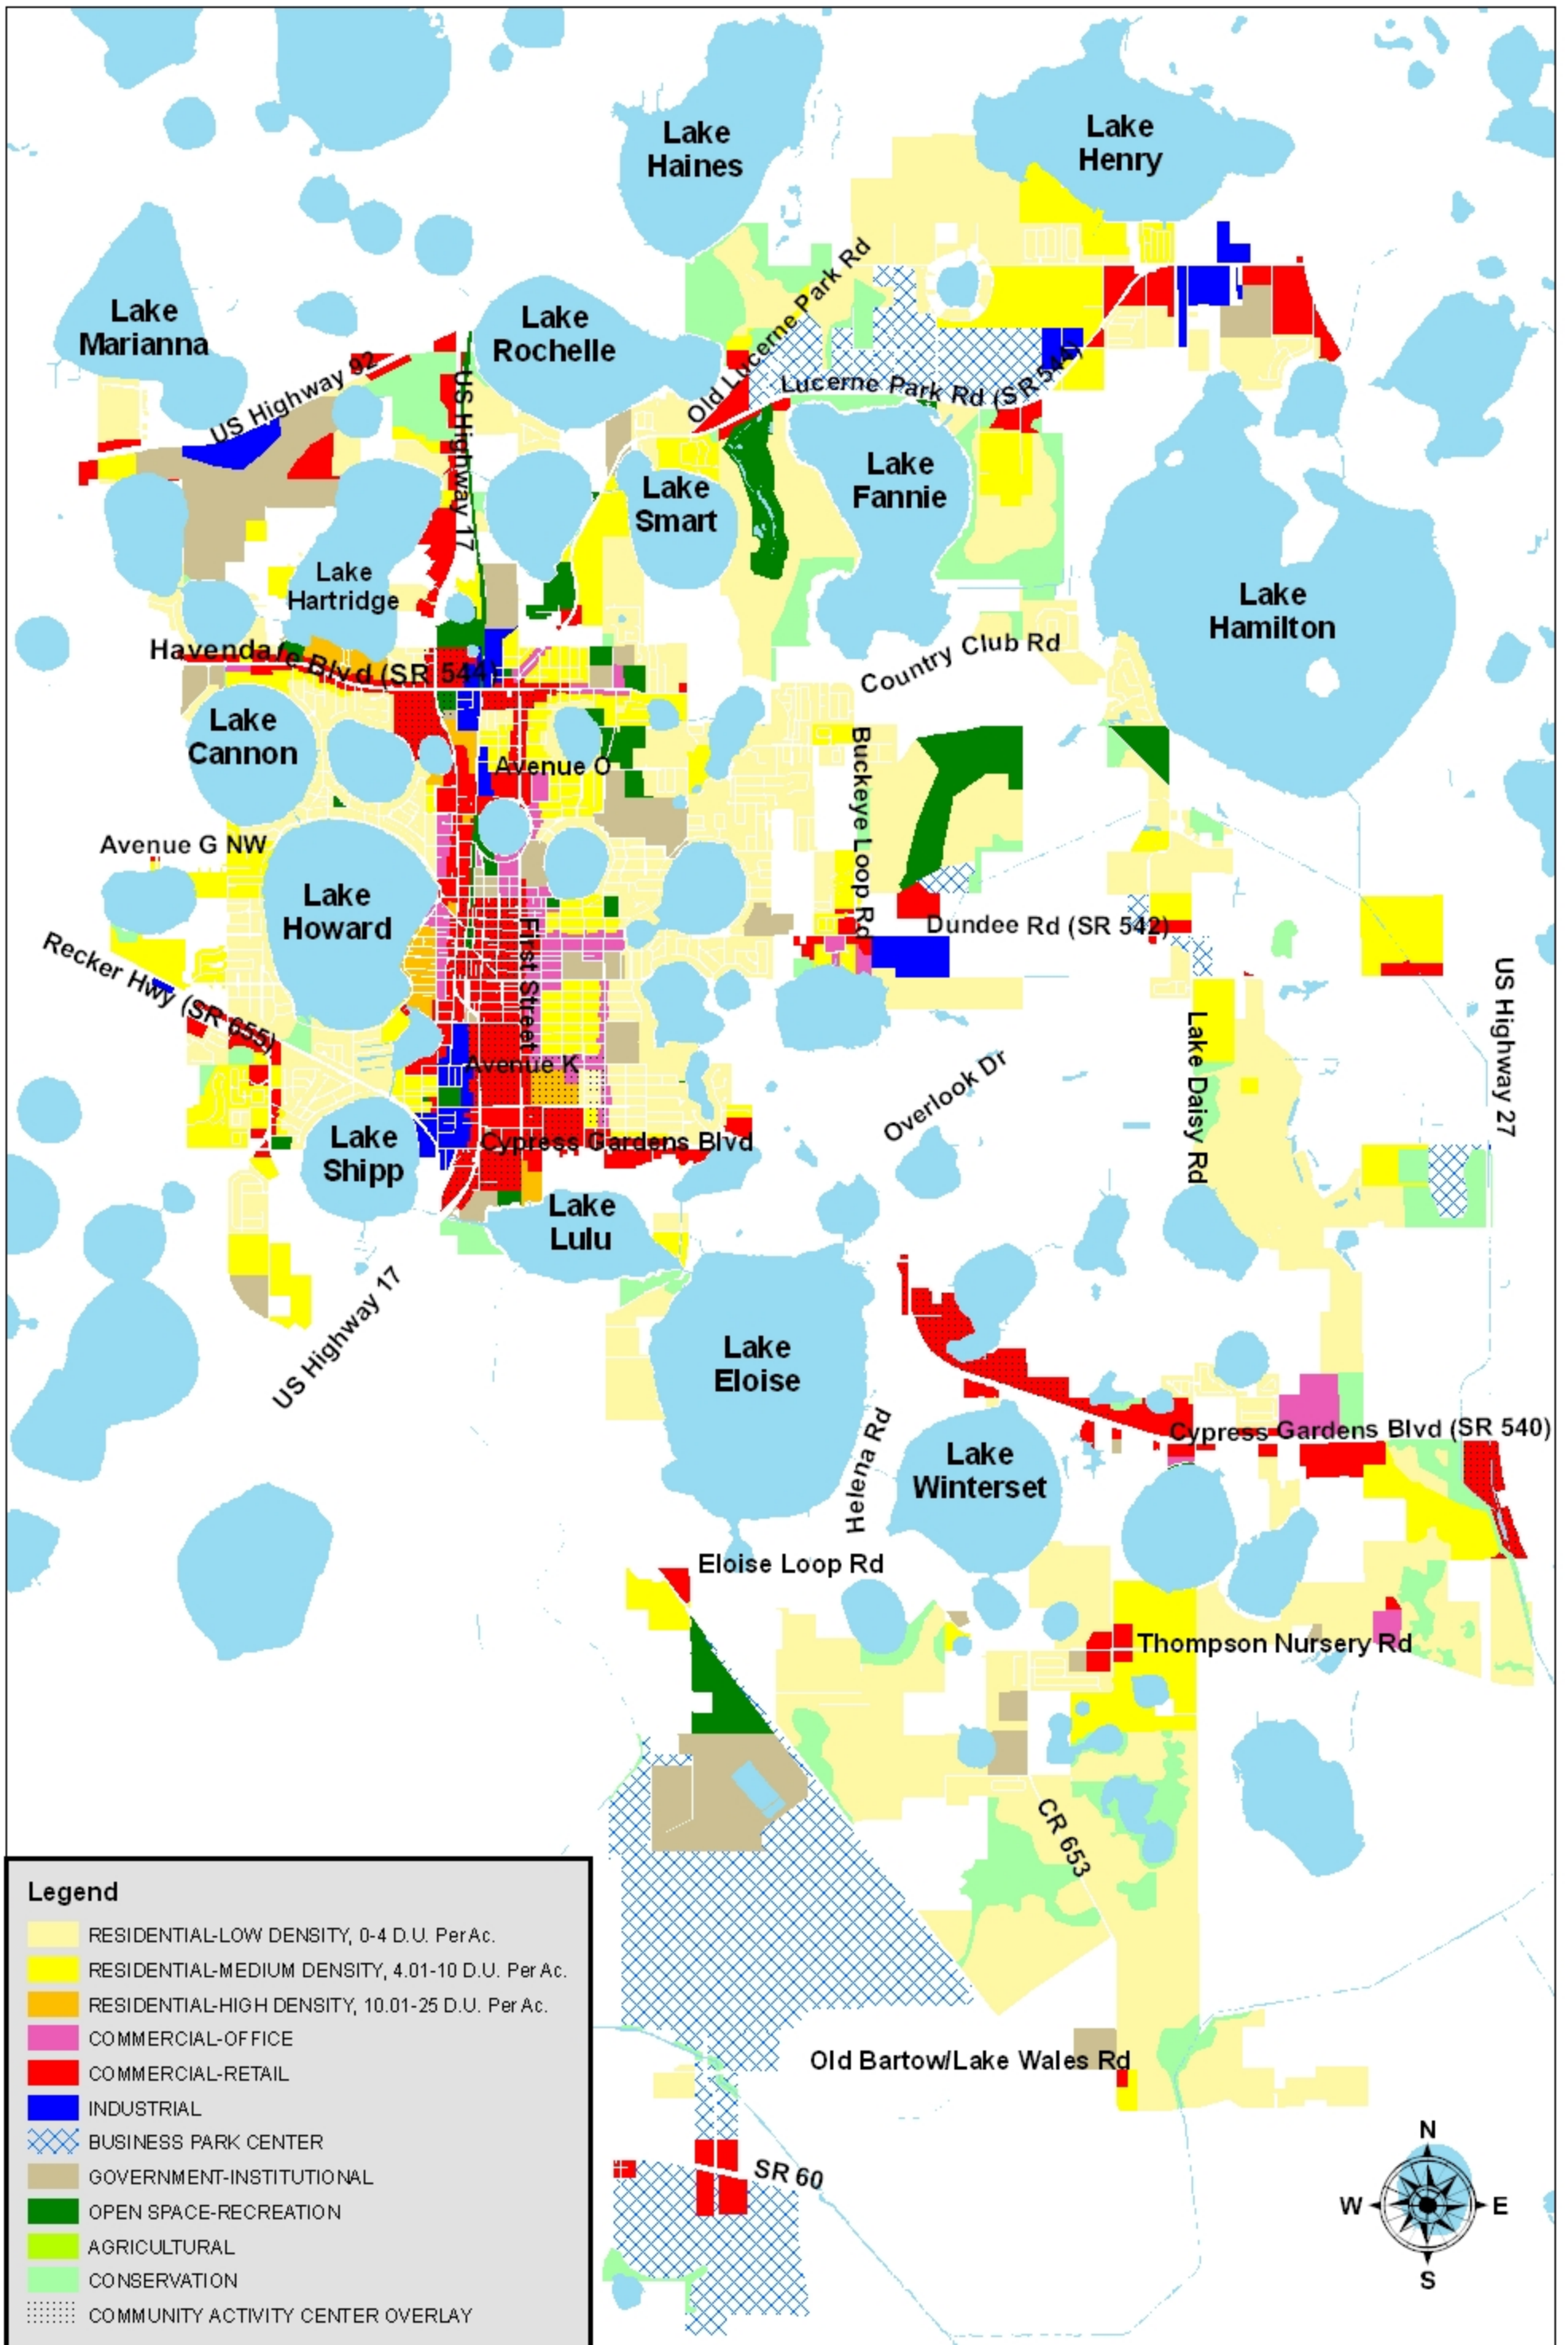 Lake
Haines
Lake
Henry
Lake
Marianna
Lake
Rochelle
Old Lucerne Park Rd
US Highway 92
US Highway 17
Lucerne Park Rd (SR 544)
Lake
Smart
Lake
Fannie
Lake
Hartridge
Lake
Hamilton
Havendale Blvd (SR 544)
Country Club Rd
Lake
Cannon
Avenue O
Buckeye Loop Rd
Avenue G NW
Lake
Howard
First Street
Dundee Rd (SR 542)
Recker Hwy (SR 655)
US Highway 27
Lake Daisy Rd
Avenue K
Overlook Dr
Lake
Shipp
Cypress Gardens Blvd
Lake
Lulu
US Highway 17
Lake
Eloise
Helena Rd
Cypress Gardens Blvd (SR 540)
Lake
Winterset
Eloise Loop Rd
Thompson Nursery Rd
CR 653
Old Bartow/Lake Wales Rd
SR 60
Legend
RESIDENTIAL-LOW DENSITY, 0-4 D.U. Per Ac.
RESIDENTIAL-MEDIUM DENSITY, 4.01-10 D.U. Per Ac.
RESIDENTIAL-HIGH DENSITY, 10.01-25 D.U. Per Ac.
COMMERCIAL-OFFICE
COMMERCIAL-RETAIL
INDUSTRIAL
BUSINESS PARK CENTER
GOVERNMENT-INSTITUTIONAL
OPEN SPACE-RECREATION
AGRICULTURAL
CONSERVATION
COMMUNITY ACTIVITY CENTER OVERLAY
N
W
E
S